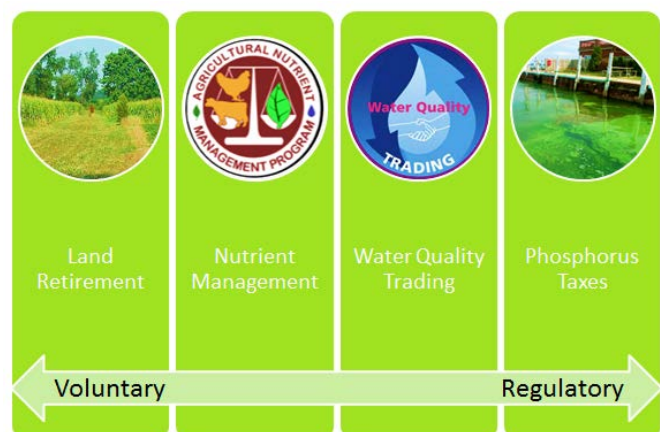 AGRICULTURAL NUTRIENT
MANAGEMENT PROGRAM
Water Quality
TRADING
Land
Retirement
Nutrient
Management
Water Quality
Trading
Phosphorus
Taxes
Voluntary
Regulatory